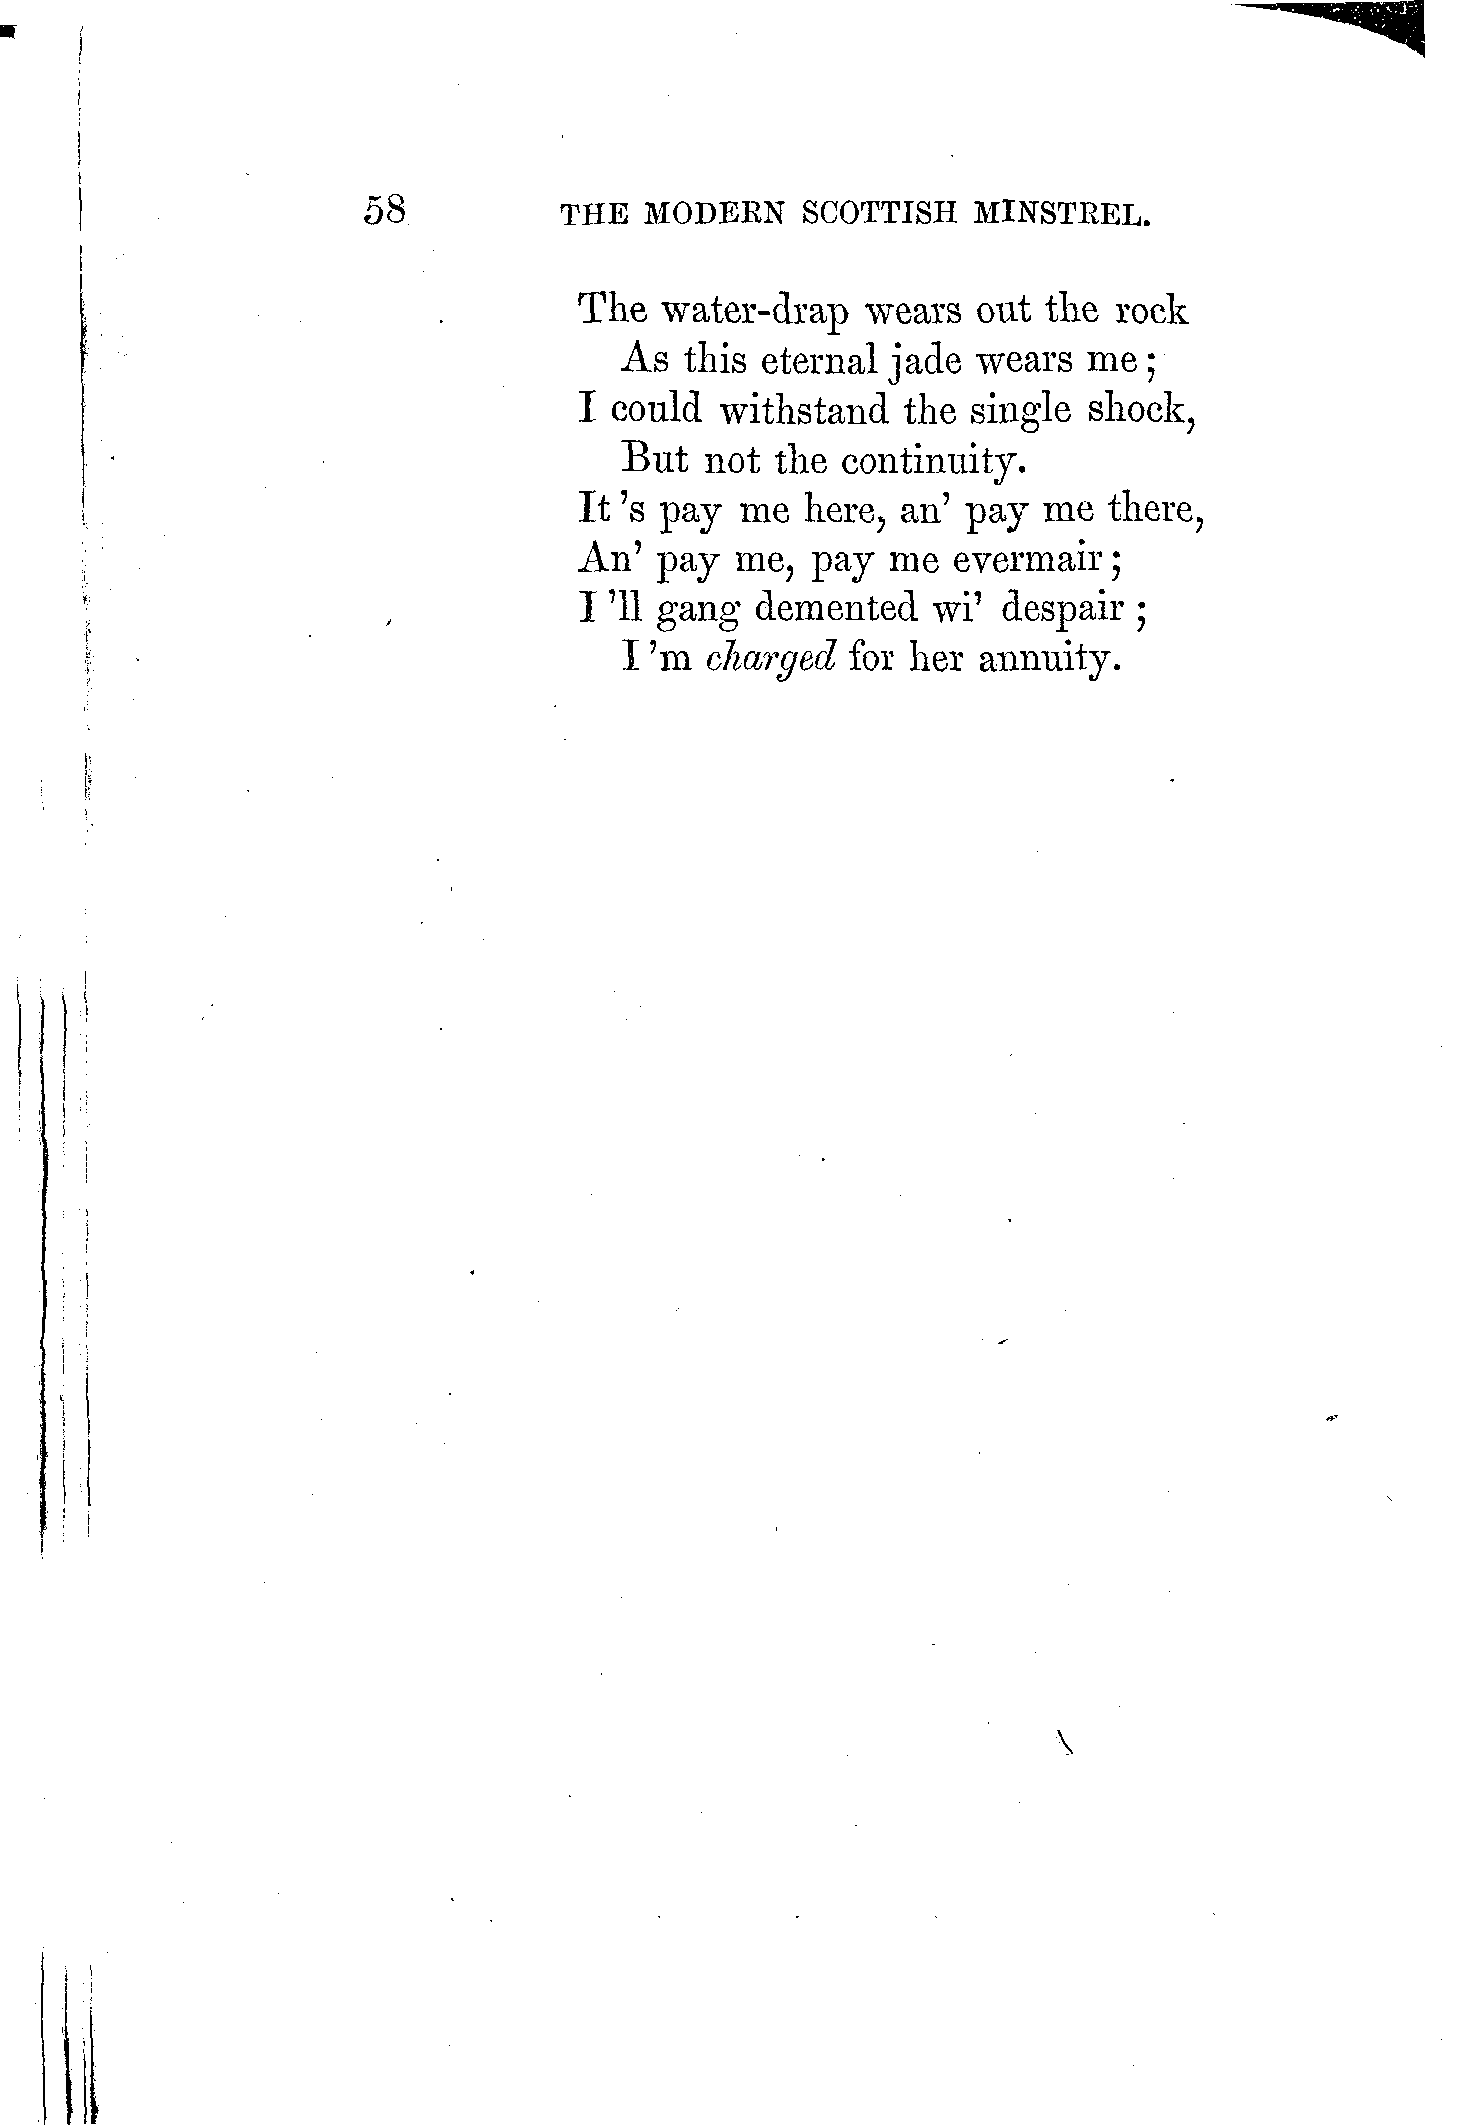 58 THE MODERN SCOTTISH MINSTREL.
The water-drap wears out the rock
As this eternal jade wears me;
I could withstand the single shock,
But not the continuity.
It 's pay me here, an' pay me there,
An' pay me, pay me evermair;
I 'll gang demented wi' despair;
I 'm charged for her annuity.